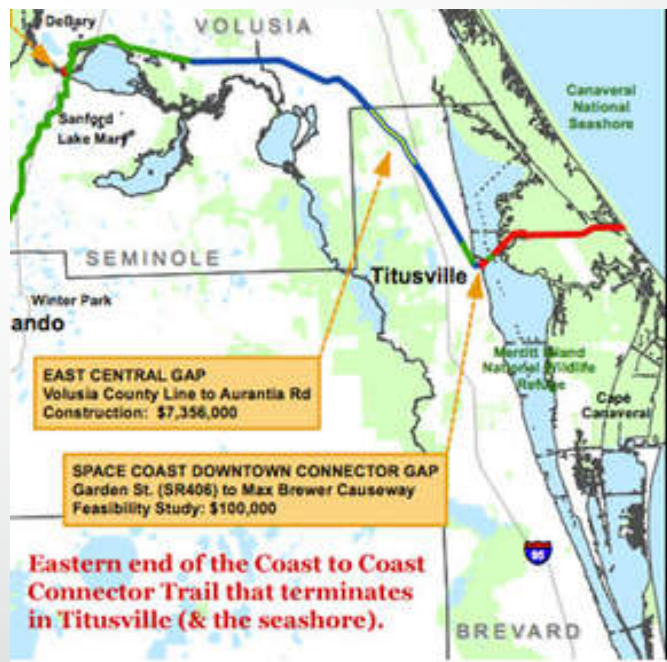 DeBary
VOLUSIA
Canaveral
National
Seashore
Sanford
Lake Mary
SEMINOLE
Titusville
Winter Park
ando
Merritt Island
National Wildlife
Refuge
EAST CENTRAL GAP
Volusia County Line to Aurantia Rd
Construction: $7,356,000
Cape
Canaveral
SPACE COAST DOWNTOWN CONNECTOR GAP
Garden St. (SR406) to Max Brewer Causeway
Feasibility Study: $100,000
95
Eastern end of the Coast to Coast
Connector Trail that terminates
in Titusville (& the seashore).
BREVARD